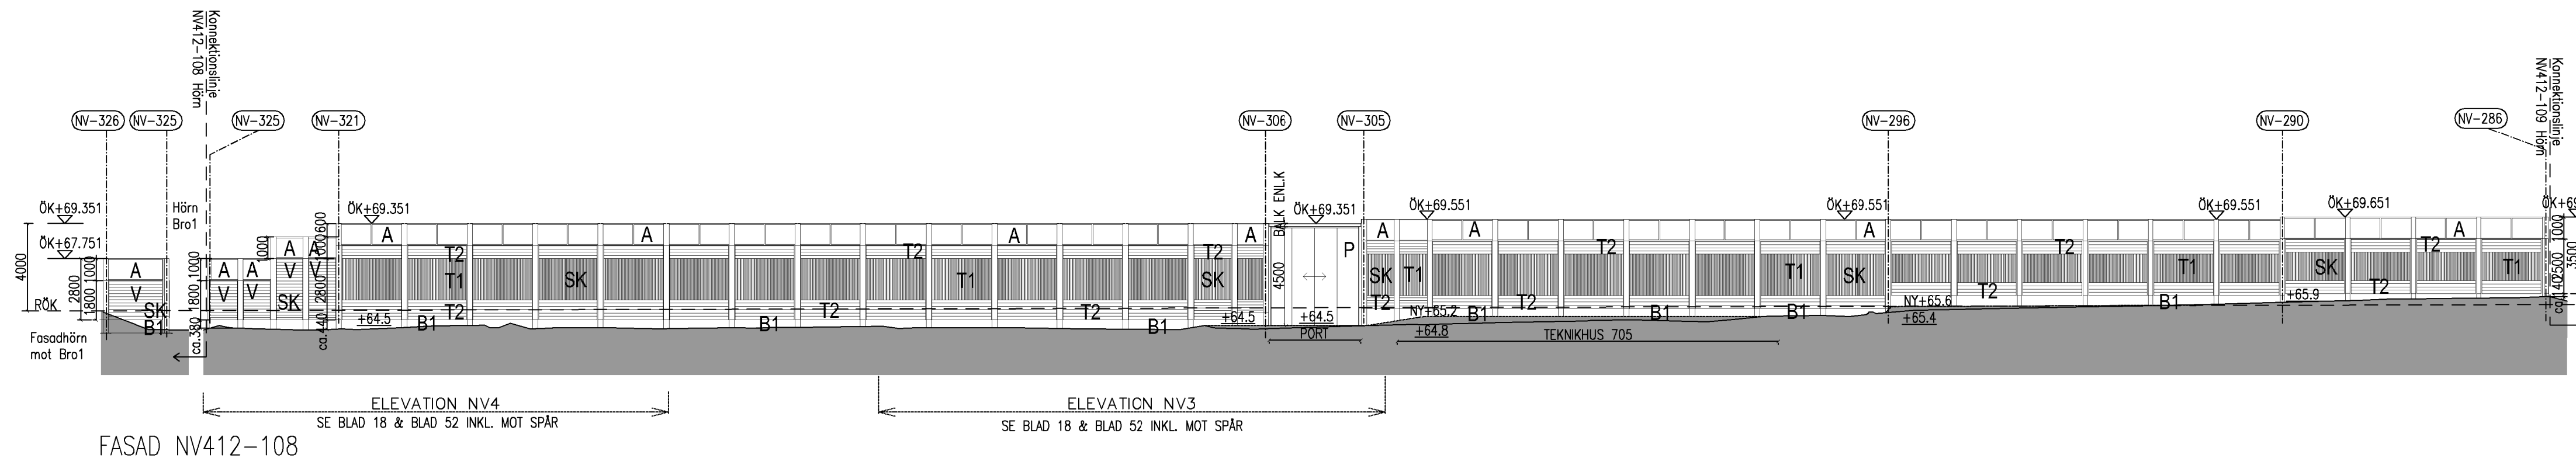 Konnektionslinje
NV412-108 Hörn
Konnektionslinje
NV412-109 Hörn
NV-326
NV-325
NV-325
NV-321
NV-306
NV-305
NV-296
NV-290
NV-286
ÖK+69.351
ÖK+67.751
Hörn
Bro1
ÖK+69.351
BALK ENL.K
ÖK+69.351
ÖK+69.551
ÖK+69.551
ÖK+69.551
ÖK+69.651
4000
2800
1800 1000
RÖK
A
V
SK
B1
ca.380 1800 1000
A
V
A
V
1000
A
V
SK
A
V
ca.440 2800 1000 600
A
T2
T1
T2
+64.5
B1
SK
A
B1
T2
T2
T1
A
T2
B1
T2
SK
A
+64.5
4500
P
+64.5
PORT
A
SK
T2
T1
A
NY+65.2
+64.8
B1
T2
T2
B1
TEKNIKHUS 705
T1
B1
A
SK
NY+65.6
+65.4
T2
T2
T1
B1
+65.9
SK
T2
T2
A
T1
1000
2500
3500
Fasadhörn
mot Bro1
ELEVATION NV4
SE BLAD 18 & BLAD 52 INKL. MOT SPÅR
ELEVATION NV3
SE BLAD 18 & BLAD 52 INKL. MOT SPÅR
FASAD NV412-108